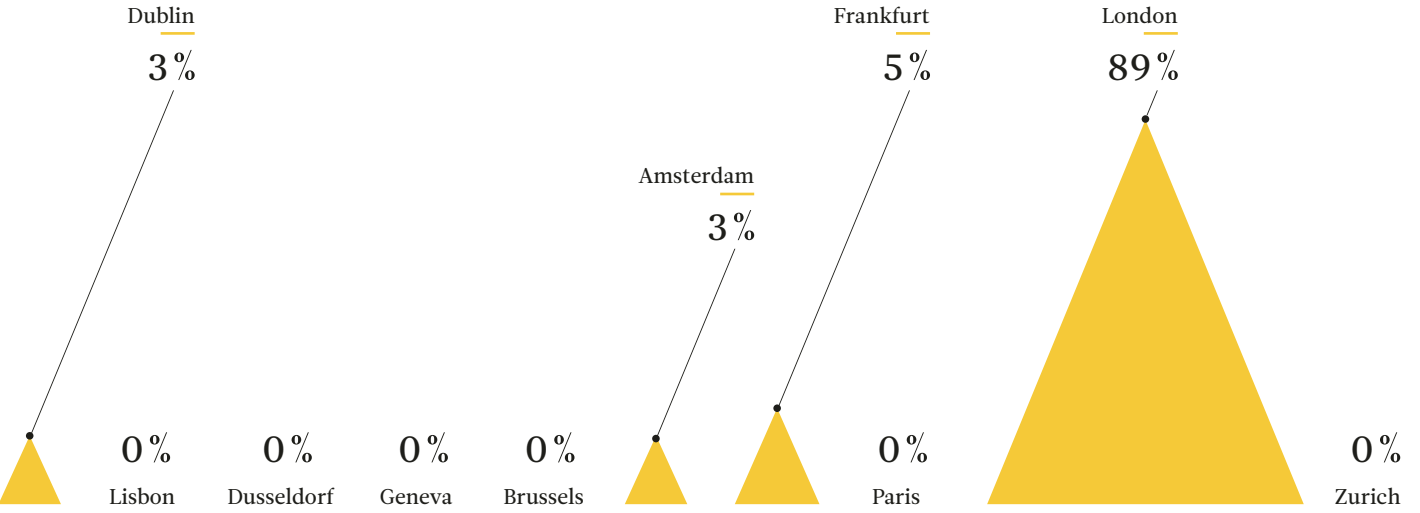 Dublin
3 %
Lisbon
0 %
Dusseldorf
0 %
Geneva
0 %
Brussels
0 %
Amsterdam
3 %
Frankfurt
5 %
Paris
0 %
London
89 %
Zurich
0 %